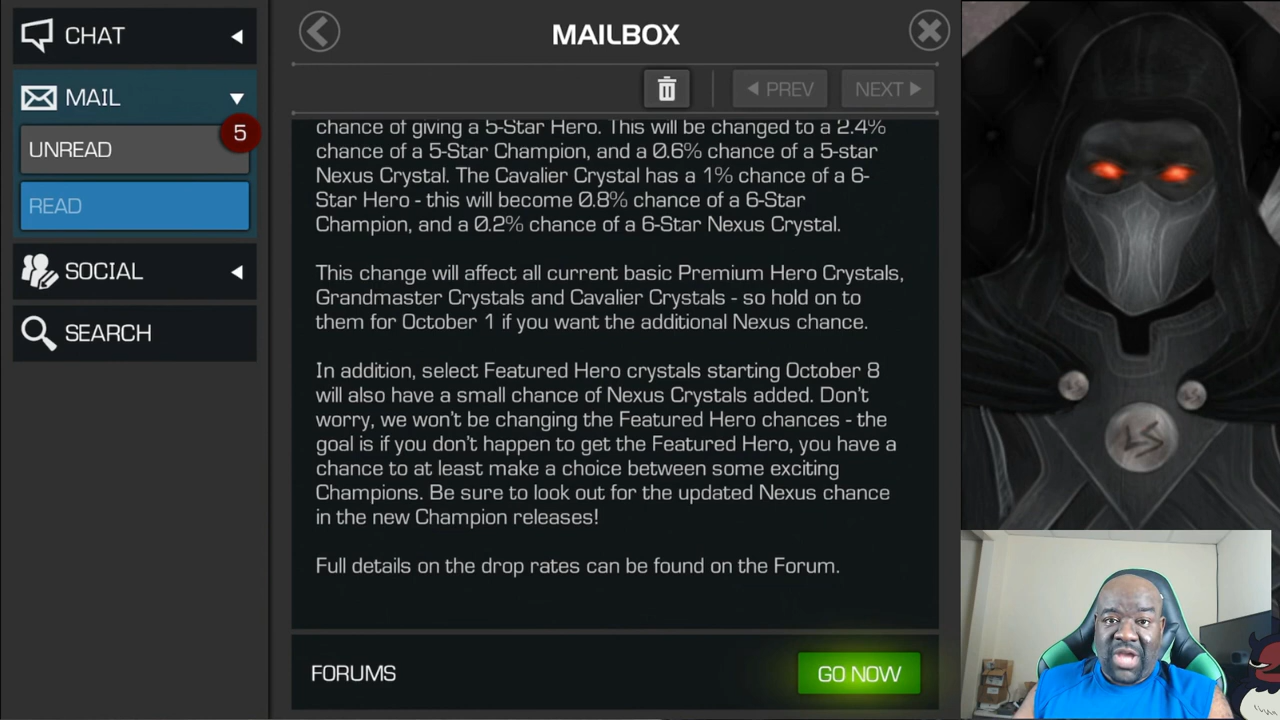 CHAT
MAILBOX
MAIL
5
PREV
NEXT
UNREAD
READ
SOCIAL
SEARCH
chance of giving a 5-Star Hero. This will be changed to a 2.4%
chance of a 5-Star Champion, and a 0.6% chance of a 5-star
Nexus Crystal. The Cavalier Crystal has a 1% chance of a 6-
Star Hero - this will become 0.8% chance of a 6-Star
Champion, and a 0.2% chance of a 6-Star Nexus Crystal.
This change will affect all current basic Premium Hero Crystals,
Grandmaster Crystals and Cavalier Crystals - so hold on to
them for October 1 if you want the additional Nexus chance.
In addition, select Featured Hero crystals starting October 8
will also have a small chance of Nexus Crystals added. Don't
worry, we won't be changing the Featured Hero chances - the
goal is if you don't happen to get the Featured Hero, you have a
chance to at least make a choice between some exciting
Champions. Be sure to look out for the updated Nexus chance
in the new Champion releases!
Full details on the drop rates can be found on the Forum.
FORUMS
GO NOW
LS